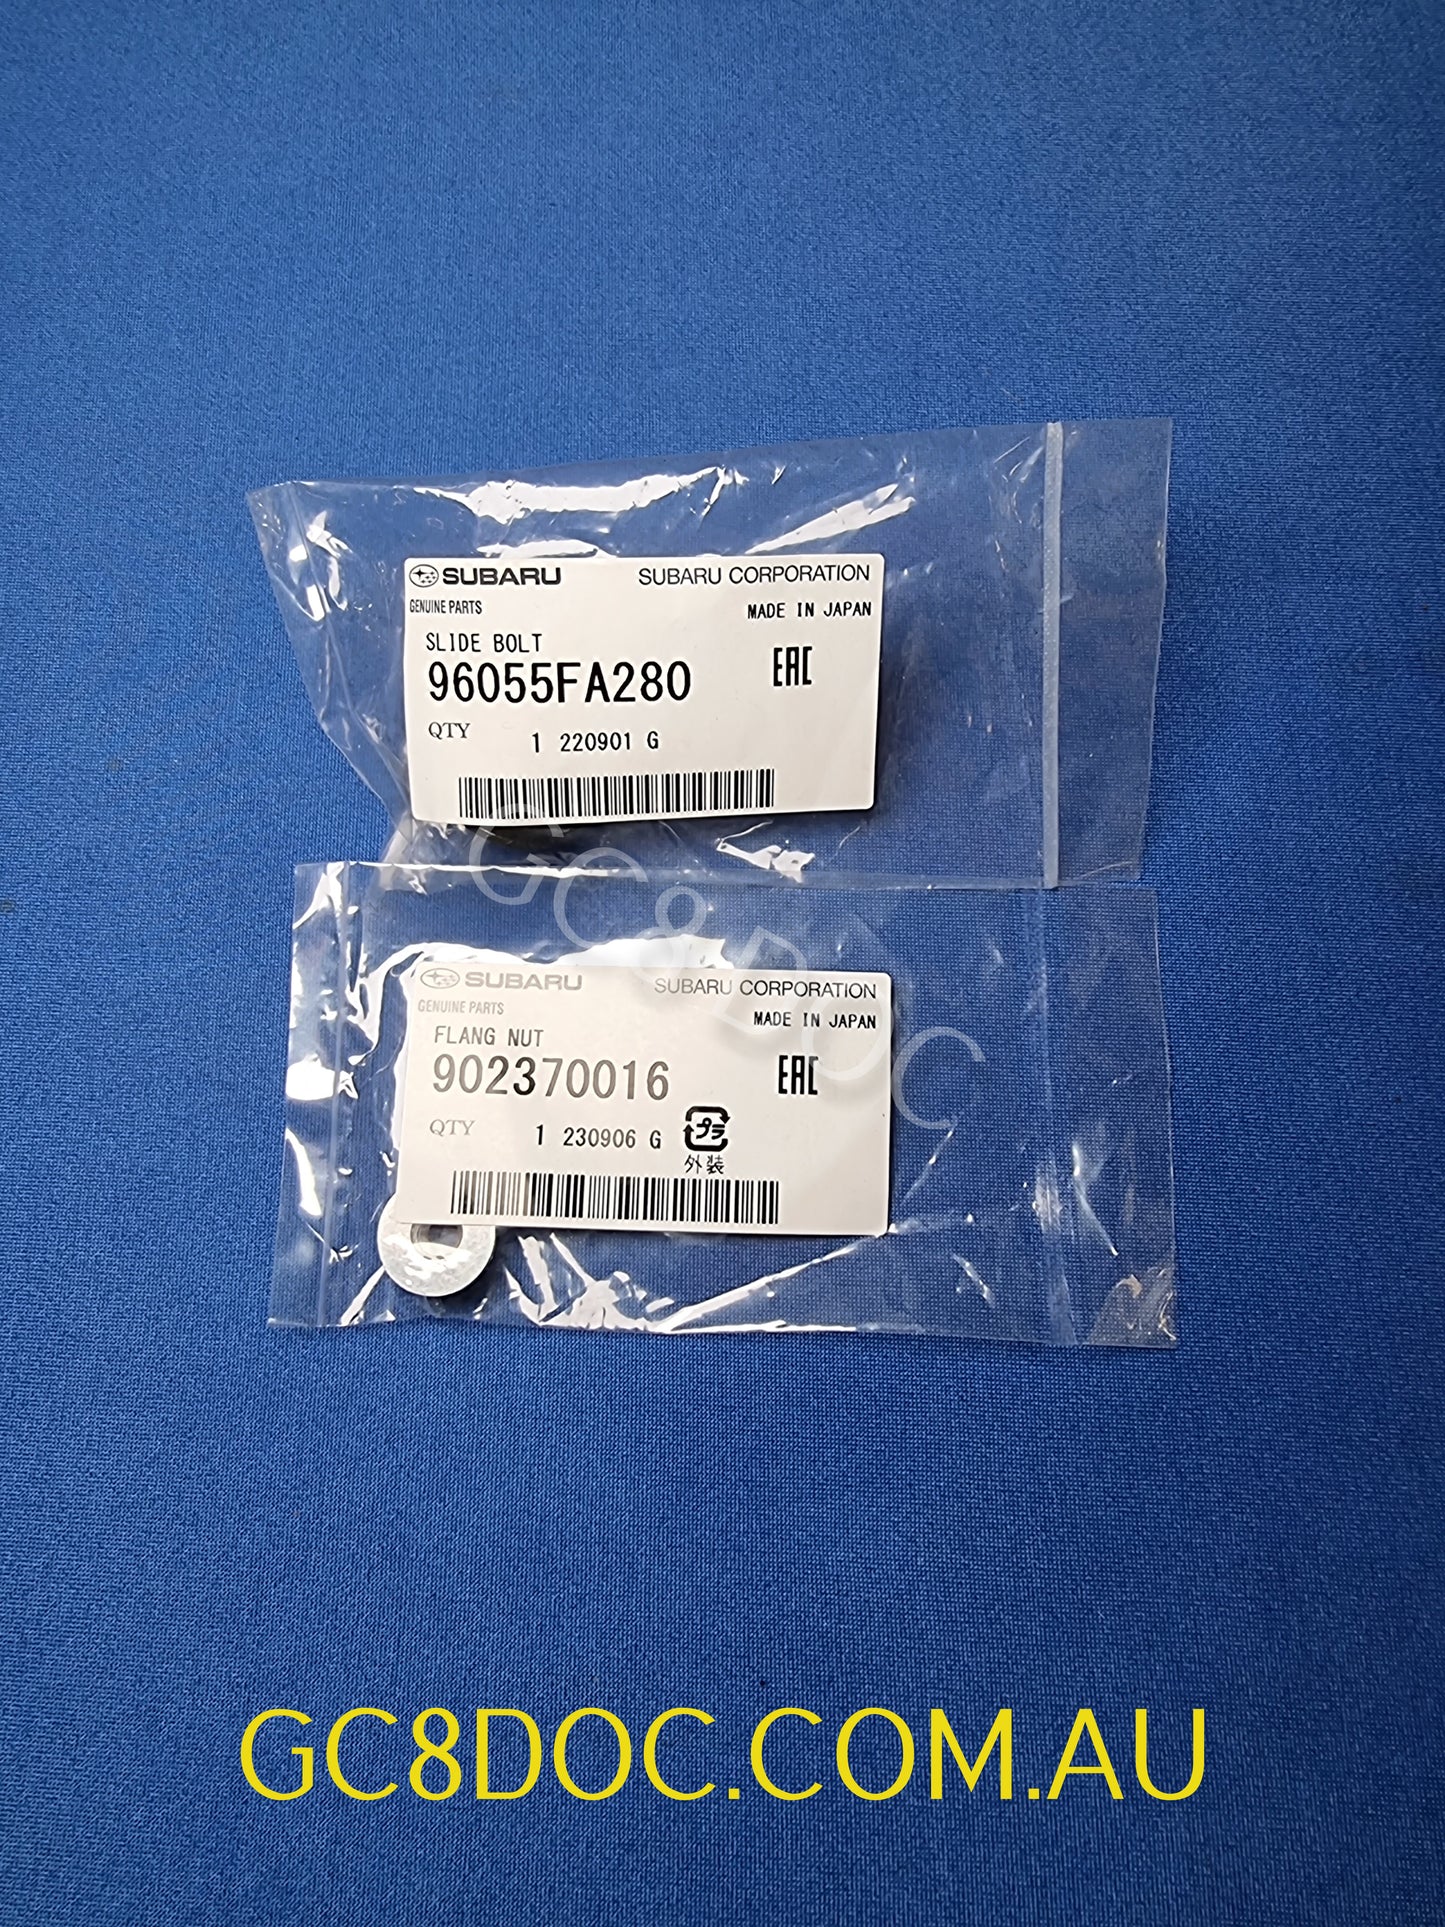 SUBARU SUBARU CORPORATION
GENUINE PARTS MADE IN JAPAN
SLIDE BOLT
96055FA280 EAC
QTY 1 220901 G
GC8DOC
SUBARU SUBARU CORPORATION
GENUINE PARTS MADE IN JAPAN
FLANG NUT
902370016 EAC
QTY 1 230906 G プラ
外装
GC8DOC.COM.AU